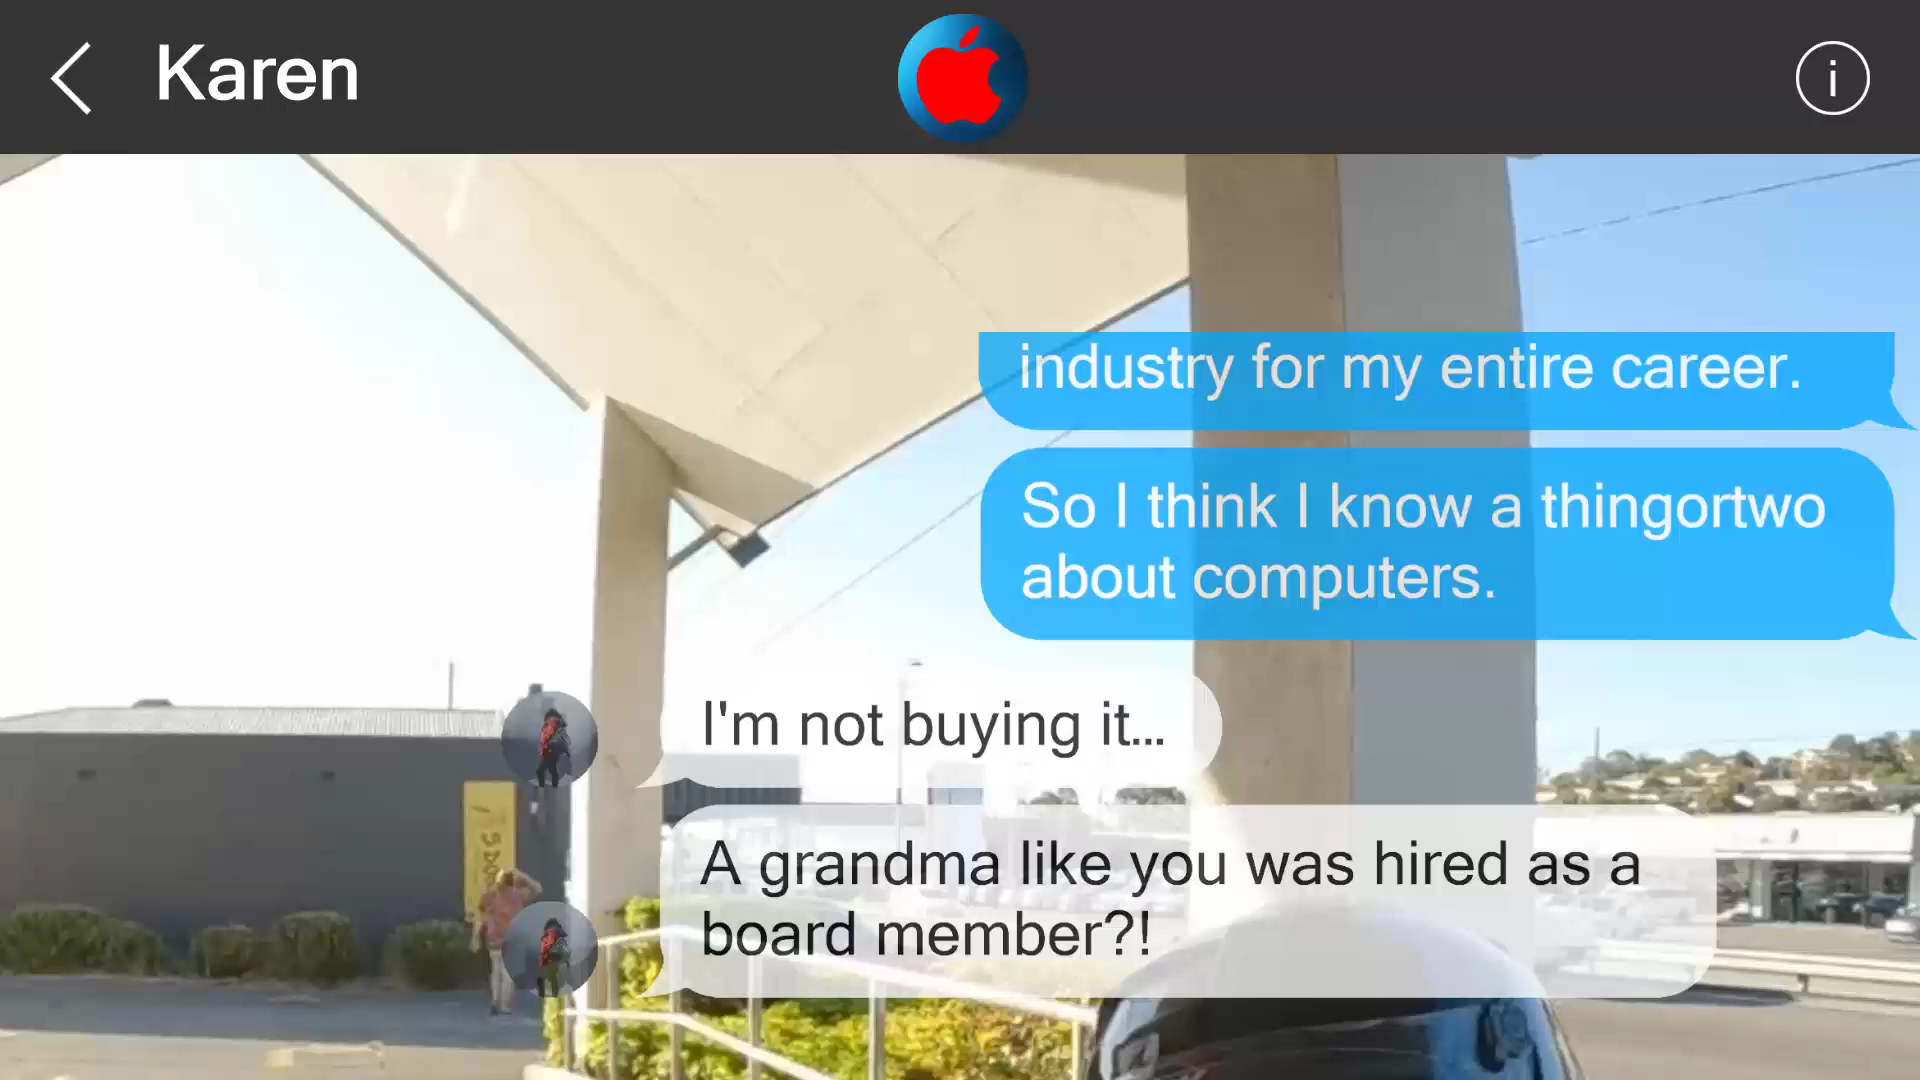 Karen
i
industry for my entire career.
So I think I know a thingortwo
about computers.
I'm not buying it...
A grandma like you was hired as a
board member?!